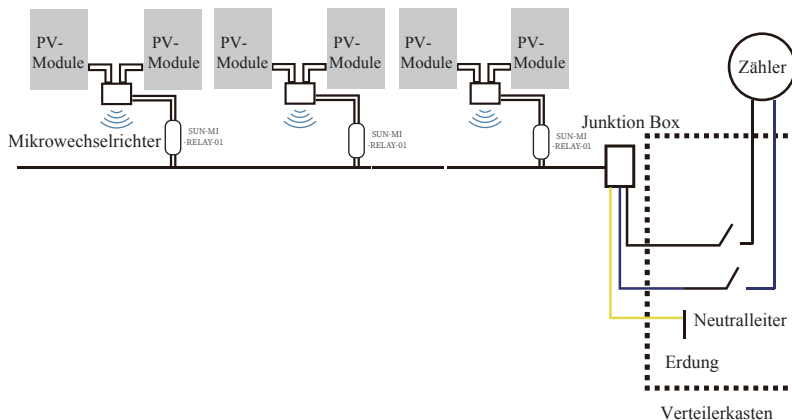 PV-
Module
PV-
Module
PV-
Module
PV-
Module
PV-
Module
PV-
Module
Zähler
Mikrowechselrichter
SUN-MI
-RELAY-01
SUN-MI
-RELAY-01
SUN-MI
-RELAY-01
Junktion Box
Neutralleiter
Erdung
Verteilerkasten